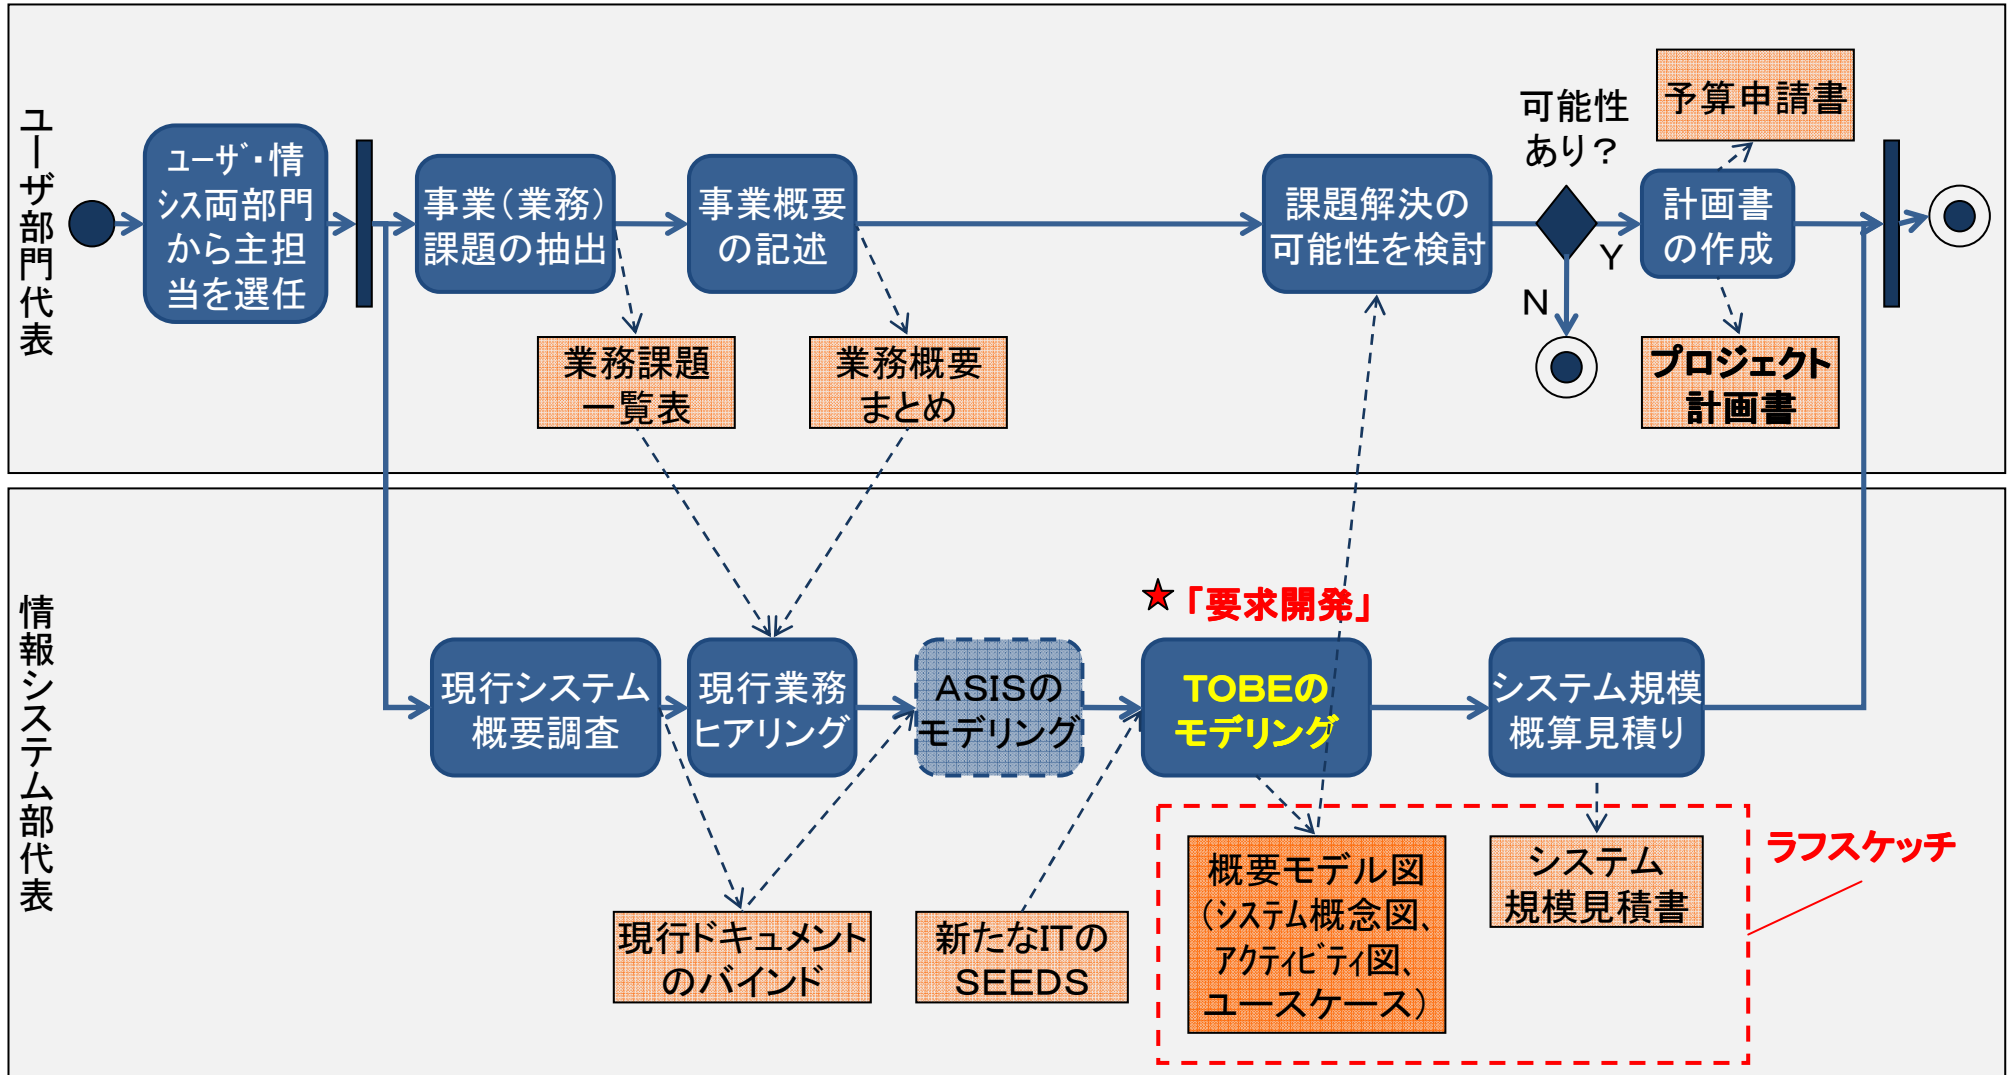 ユーザ部門代表
ユーザ・情
シス両部門
から主担
当を選任
事業（業務）
課題の抽出
事業概要
の記述
課題解決の
可能性を検討
可能性
あり？
Y
N
予算申請書
計画書
の作成
プロジェクト
計画書
業務課題
一覧表
業務概要
まとめ
情報システム部代表
★「要求開発」
現行システム
概要調査
現行業務
ヒアリング
ASISの
モデリング
TOBEの
モデリング
システム規模
概算見積り
ラフスケッチ
現行ドキュメント
のバインド
新たなITの
SEEDS
概要モデル図
（システム概念図、
アクティビティ図、
ユースケース）
システム
規模見積書